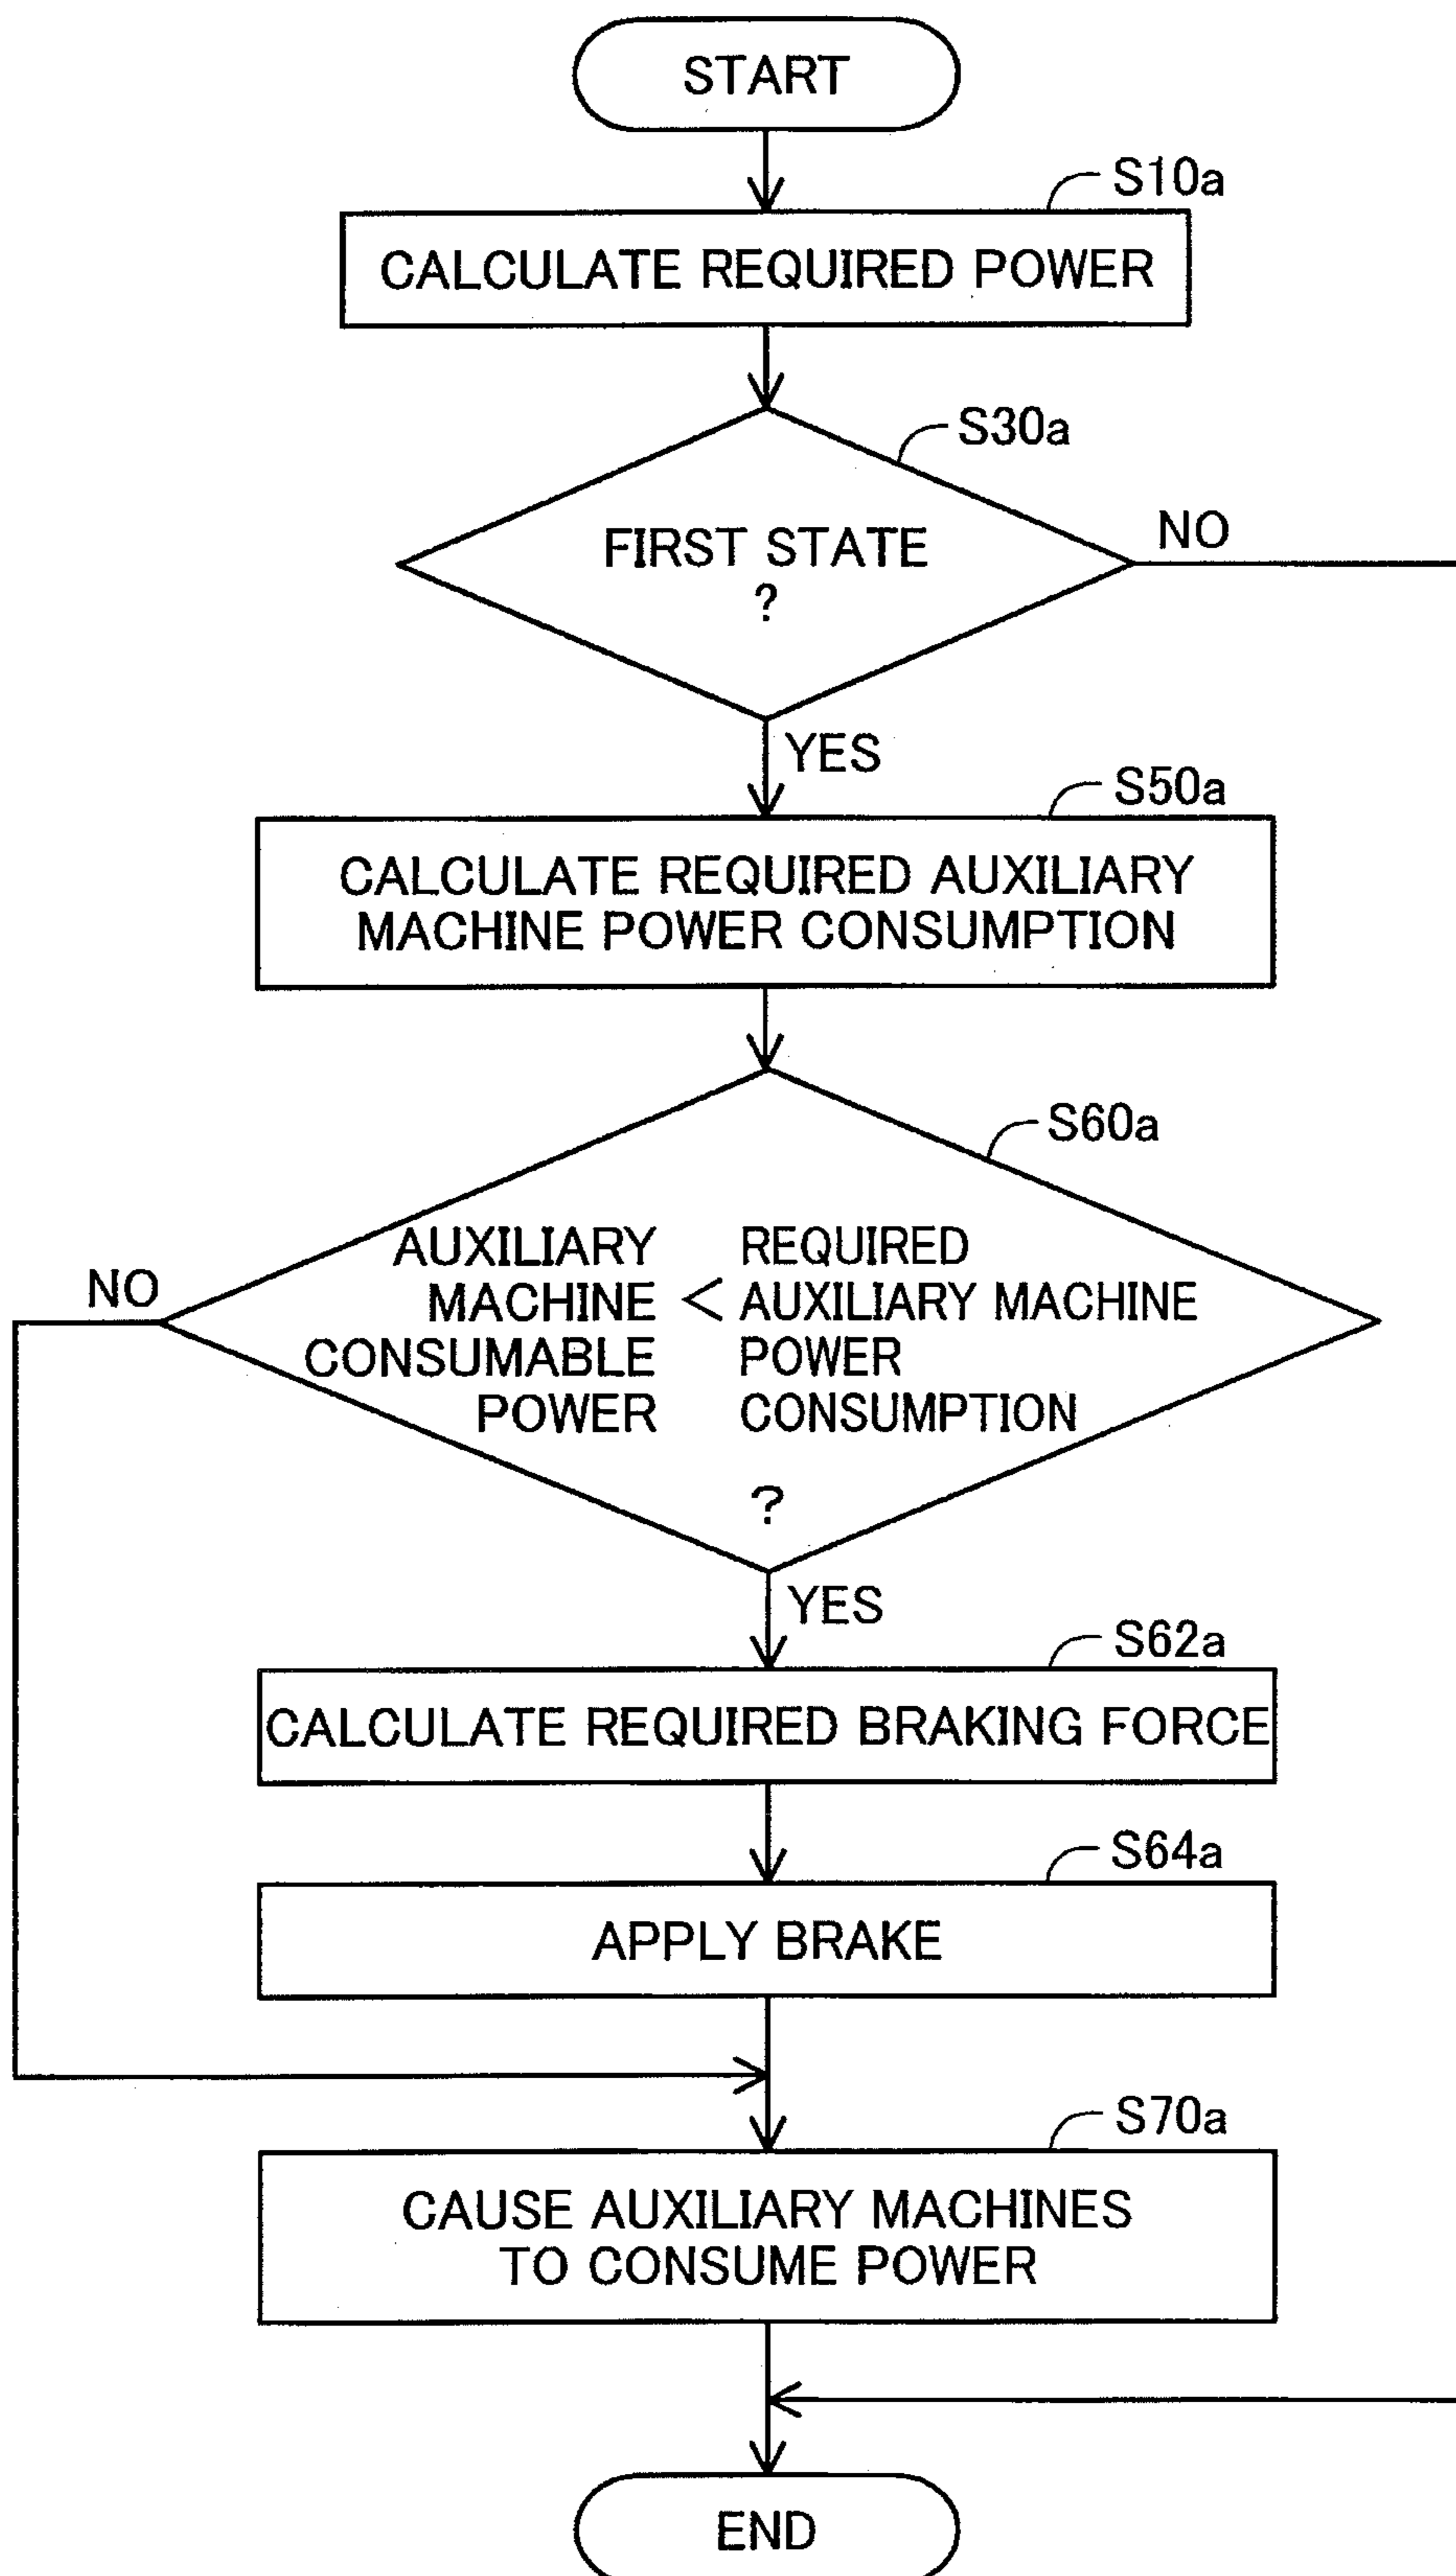 START
S10a
CALCULATE REQUIRED POWER
S30a
FIRST STATE
?
NO
YES
S50a
CALCULATE REQUIRED AUXILIARY
MACHINE POWER CONSUMPTION
S60a
AUXILIARY REQUIRED
MACHINE < AUXILIARY MACHINE
CONSUMABLE POWER
POWER CONSUMPTION
?
NO
YES
S62a
CALCULATE REQUIRED BRAKING FORCE
S64a
APPLY BRAKE
S70a
CAUSE AUXILIARY MACHINES
TO CONSUME POWER
END